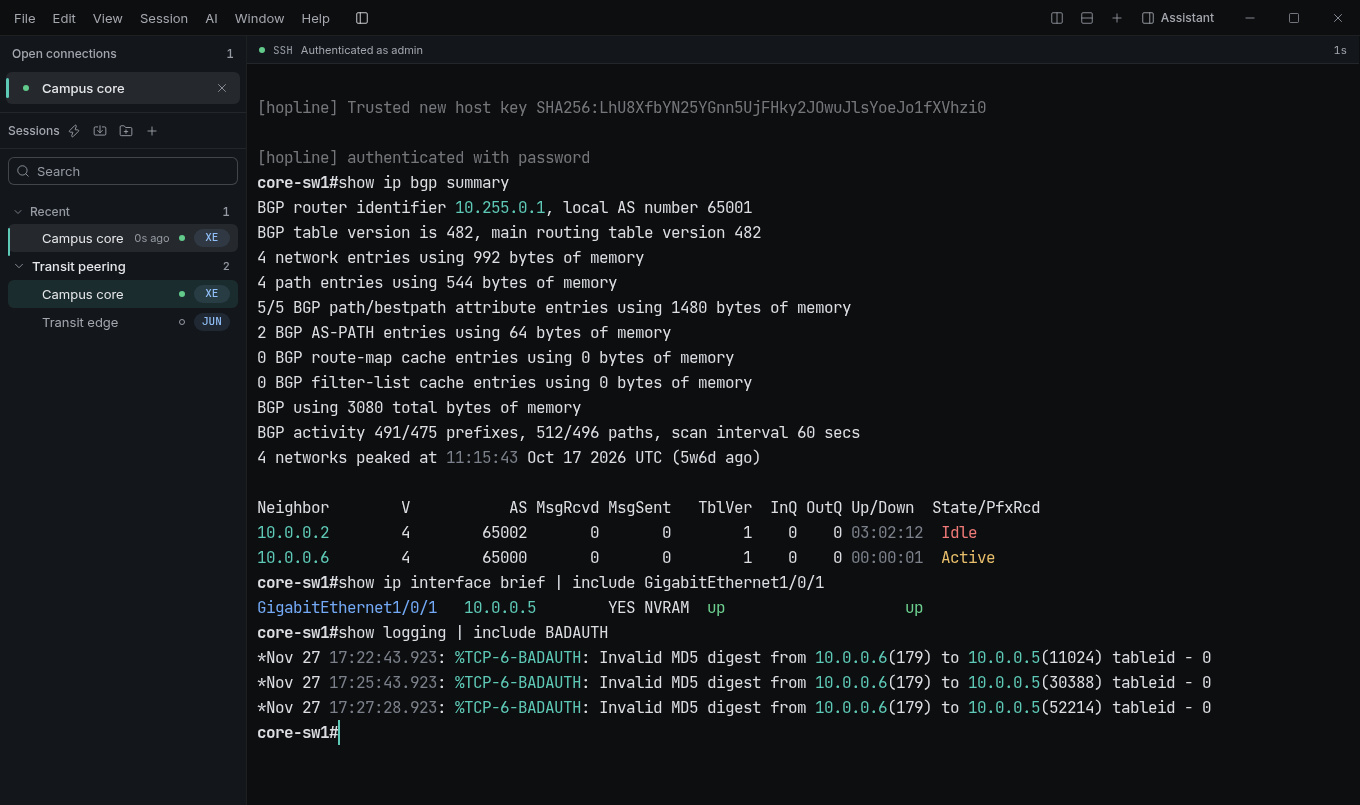 File Edit View Session AI Window Help Assistant
Open connections 1
Campus core
Sessions
Search
Recent 1
Campus core 0s ago XE
Transit peering 2
Campus core XE
Transit edge JUN
SSH Authenticated as admin 1s
[hopline] Trusted new host key SHA256:LhU8XfbYN25YGnn5UjFHky2JOwuJlsYoeJo1fXVhzi0
[hopline] authenticated with password
core-sw1#show ip bgp summary
BGP router identifier 10.255.0.1, local AS number 65001
BGP table version is 482, main routing table version 482
4 network entries using 992 bytes of memory
4 path entries using 544 bytes of memory
5/5 BGP path/bestpath attribute entries using 1480 bytes of memory
2 BGP AS-PATH entries using 64 bytes of memory
0 BGP route-map cache entries using 0 bytes of memory
0 BGP filter-list cache entries using 0 bytes of memory
BGP using 3080 total bytes of memory
BGP activity 491/475 prefixes, 512/496 paths, scan interval 60 secs
4 networks peaked at 11:15:43 Oct 17 2026 UTC (5w6d ago)
Neighbor V AS MsgRcvd MsgSent TblVer InQ OutQ Up/Down State/PfxRcd
10.0.0.2 4 65002 0 0 1 0 0 03:02:12 Idle
10.0.0.6 4 65000 0 0 1 0 0 00:00:01 Active
core-sw1#show ip interface brief | include GigabitEthernet1/0/1
GigabitEthernet1/0/1 10.0.0.5 YES NVRAM up up
core-sw1#show logging | include BADAUTH
*Nov 27 17:22:43.923: %TCP-6-BADAUTH: Invalid MD5 digest from 10.0.0.6(179) to 10.0.0.5(11024) tableid - 0
*Nov 27 17:25:43.923: %TCP-6-BADAUTH: Invalid MD5 digest from 10.0.0.6(179) to 10.0.0.5(30388) tableid - 0
*Nov 27 17:27:28.923: %TCP-6-BADAUTH: Invalid MD5 digest from 10.0.0.6(179) to 10.0.0.5(52214) tableid - 0
core-sw1#